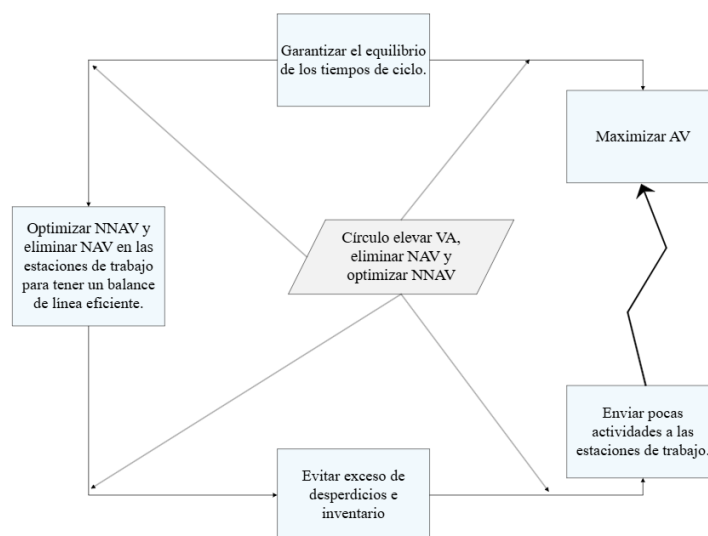 Garantizar el equilibrio
de los tiempos de ciclo.
Maximizar AV
Optimizar NNAV y
eliminar NAV en las
estaciones de trabajo
para tener un balance
de línea eficiente.
Círculo elevar VA,
eliminar NAV y
optimizar NNAV
Enviar pocas
actividades a las
estaciones de trabajo.
Evitar exceso de
desperdicios e
inventario